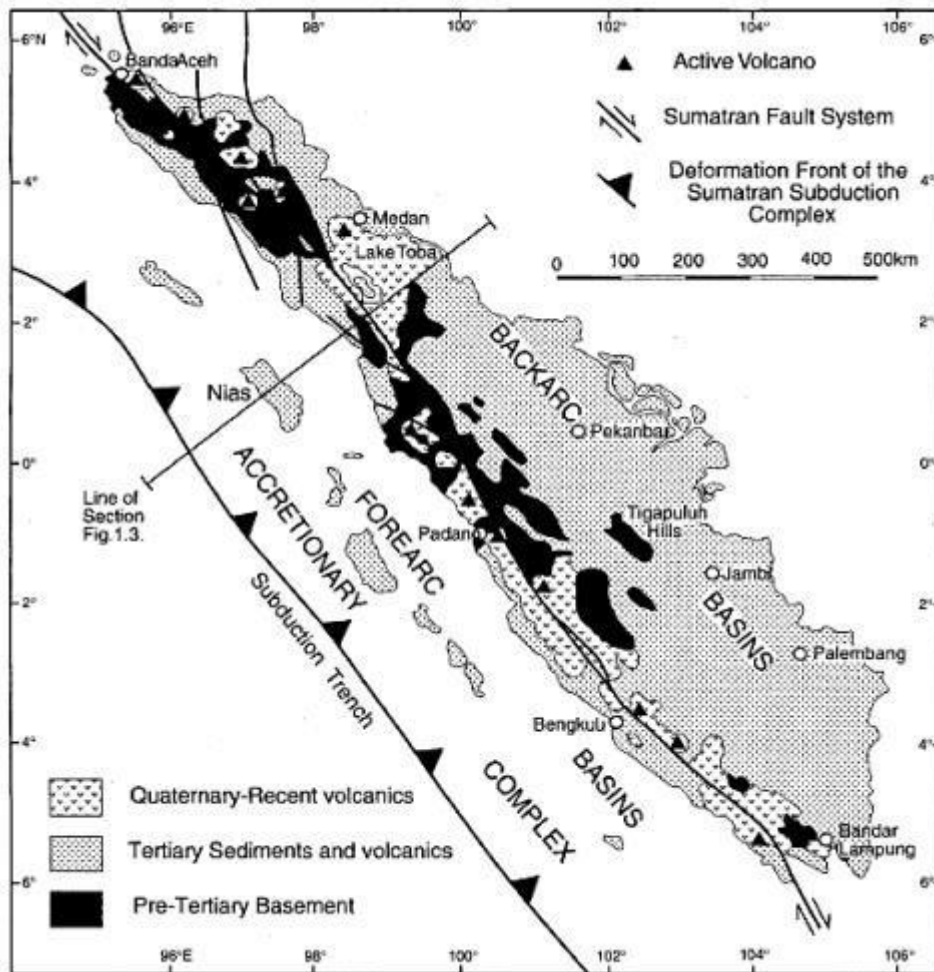 96°E
98°
100°
102°
104°
106°
6°N
6°
4°
4°
2°
2°
0°
0°
2°
2°
4°
4°
6°
6°
96°E
98°
100°
102°
104°
106°
Active Volcano
Sumatran Fault System
Deformation Front of the
Sumatran Subduction
Complex
0 100 200 300 400 500km
BandaAceh
Medan
Lake Toba
Nias
BACKARC
Pekanbar
Line of
Section
Fig.1.3.
ACCRETIONARY
FOREARC
Padang
Tigapuluh
Hills
Jambi
BASINS
Palembang
Subduction Trench
Bengkulu
BASINS
COMPLEX
Bandar
Lampung
Quaternary-Recent volcanics
Tertiary Sediments and volcanics
Pre-Tertiary Basement